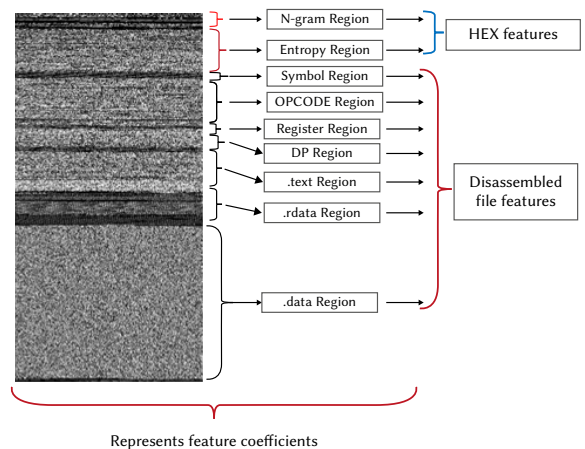 N-gram Region
Entropy Region
Symbol Region
OPCODE Region
Register Region
DP Region
.text Region
.rdata Region
.data Region
HEX features
Disassembled
file features
Represents feature coefficients